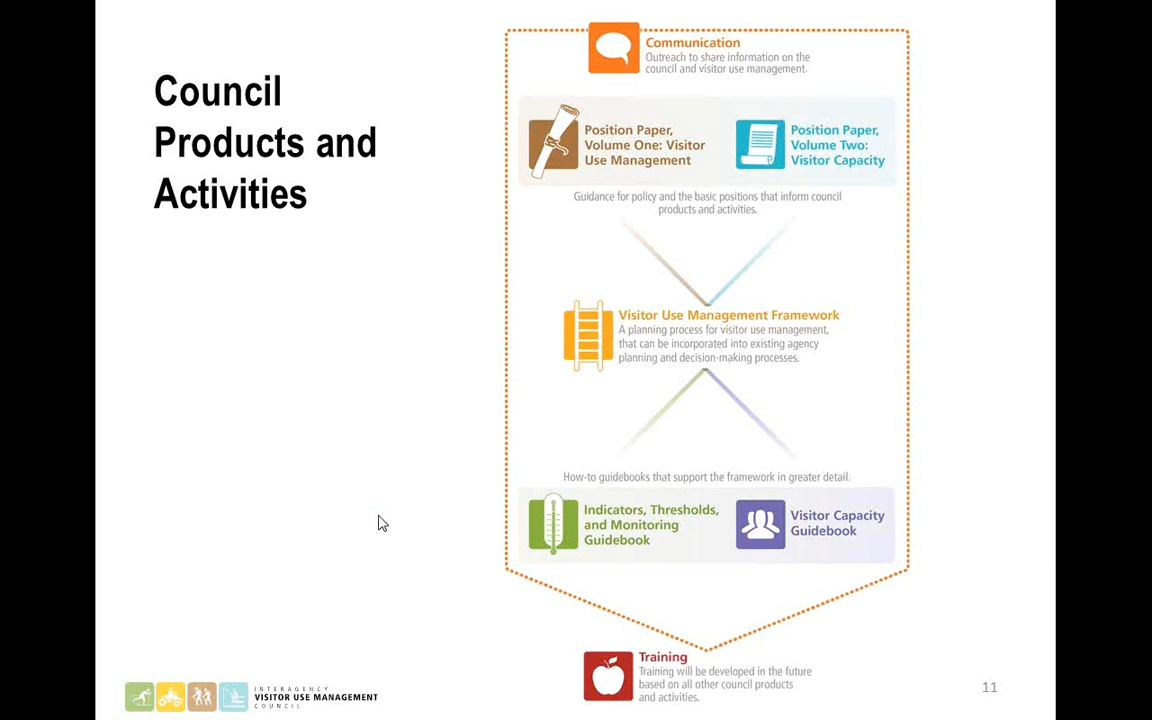 Council
Products and
Activities
Communication
Outreach to share information on the
council and visitor use management.
Position Paper,
Volume One: Visitor
Use Management
Position Paper,
Volume Two:
Visitor Capacity
Guidance for policy and the basic positions that inform council
products and activities.
Visitor Use Management Framework
A planning process for visitor use management,
that can be incorporated into existing agency
planning and decision-making processes.
How-to guidebooks that support the framework in greater detail.
Indicators, Thresholds,
and Monitoring
Guidebook
Visitor Capacity
Guidebook
Training
Training will be developed in the future
based on all other council products
and activities.
INTERAGENCY
VISITOR USE MANAGEMENT
COUNCIL
11